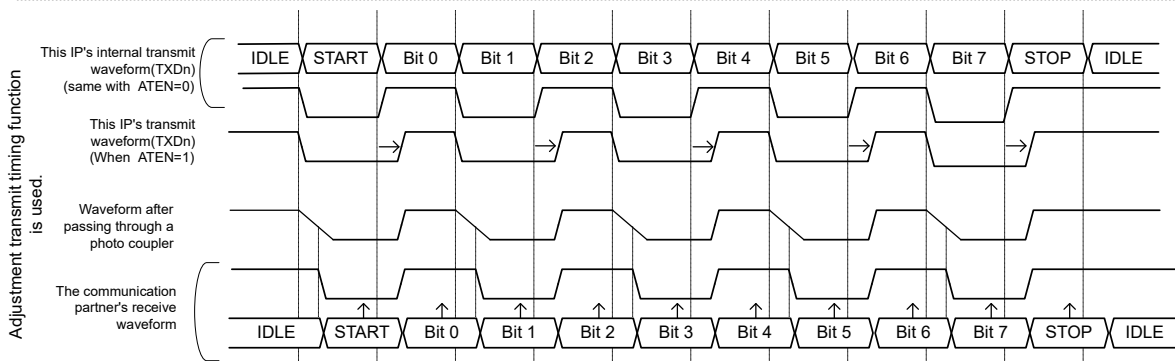 Adjustment transmit timing function
is used.
This IP's internal transmit
waveform(TXDn)
(same with ATEN=0)
IDLE START Bit 0 Bit 1 Bit 2 Bit 3 Bit 4 Bit 5 Bit 6 Bit 7 STOP IDLE
This IP's transmit
waveform(TXDn)
(When ATEN=1)
Waveform after
passing through a
photo coupler
The communication
partner's receive
waveform
IDLE START Bit 0 Bit 1 Bit 2 Bit 3 Bit 4 Bit 5 Bit 6 Bit 7 STOP IDLE